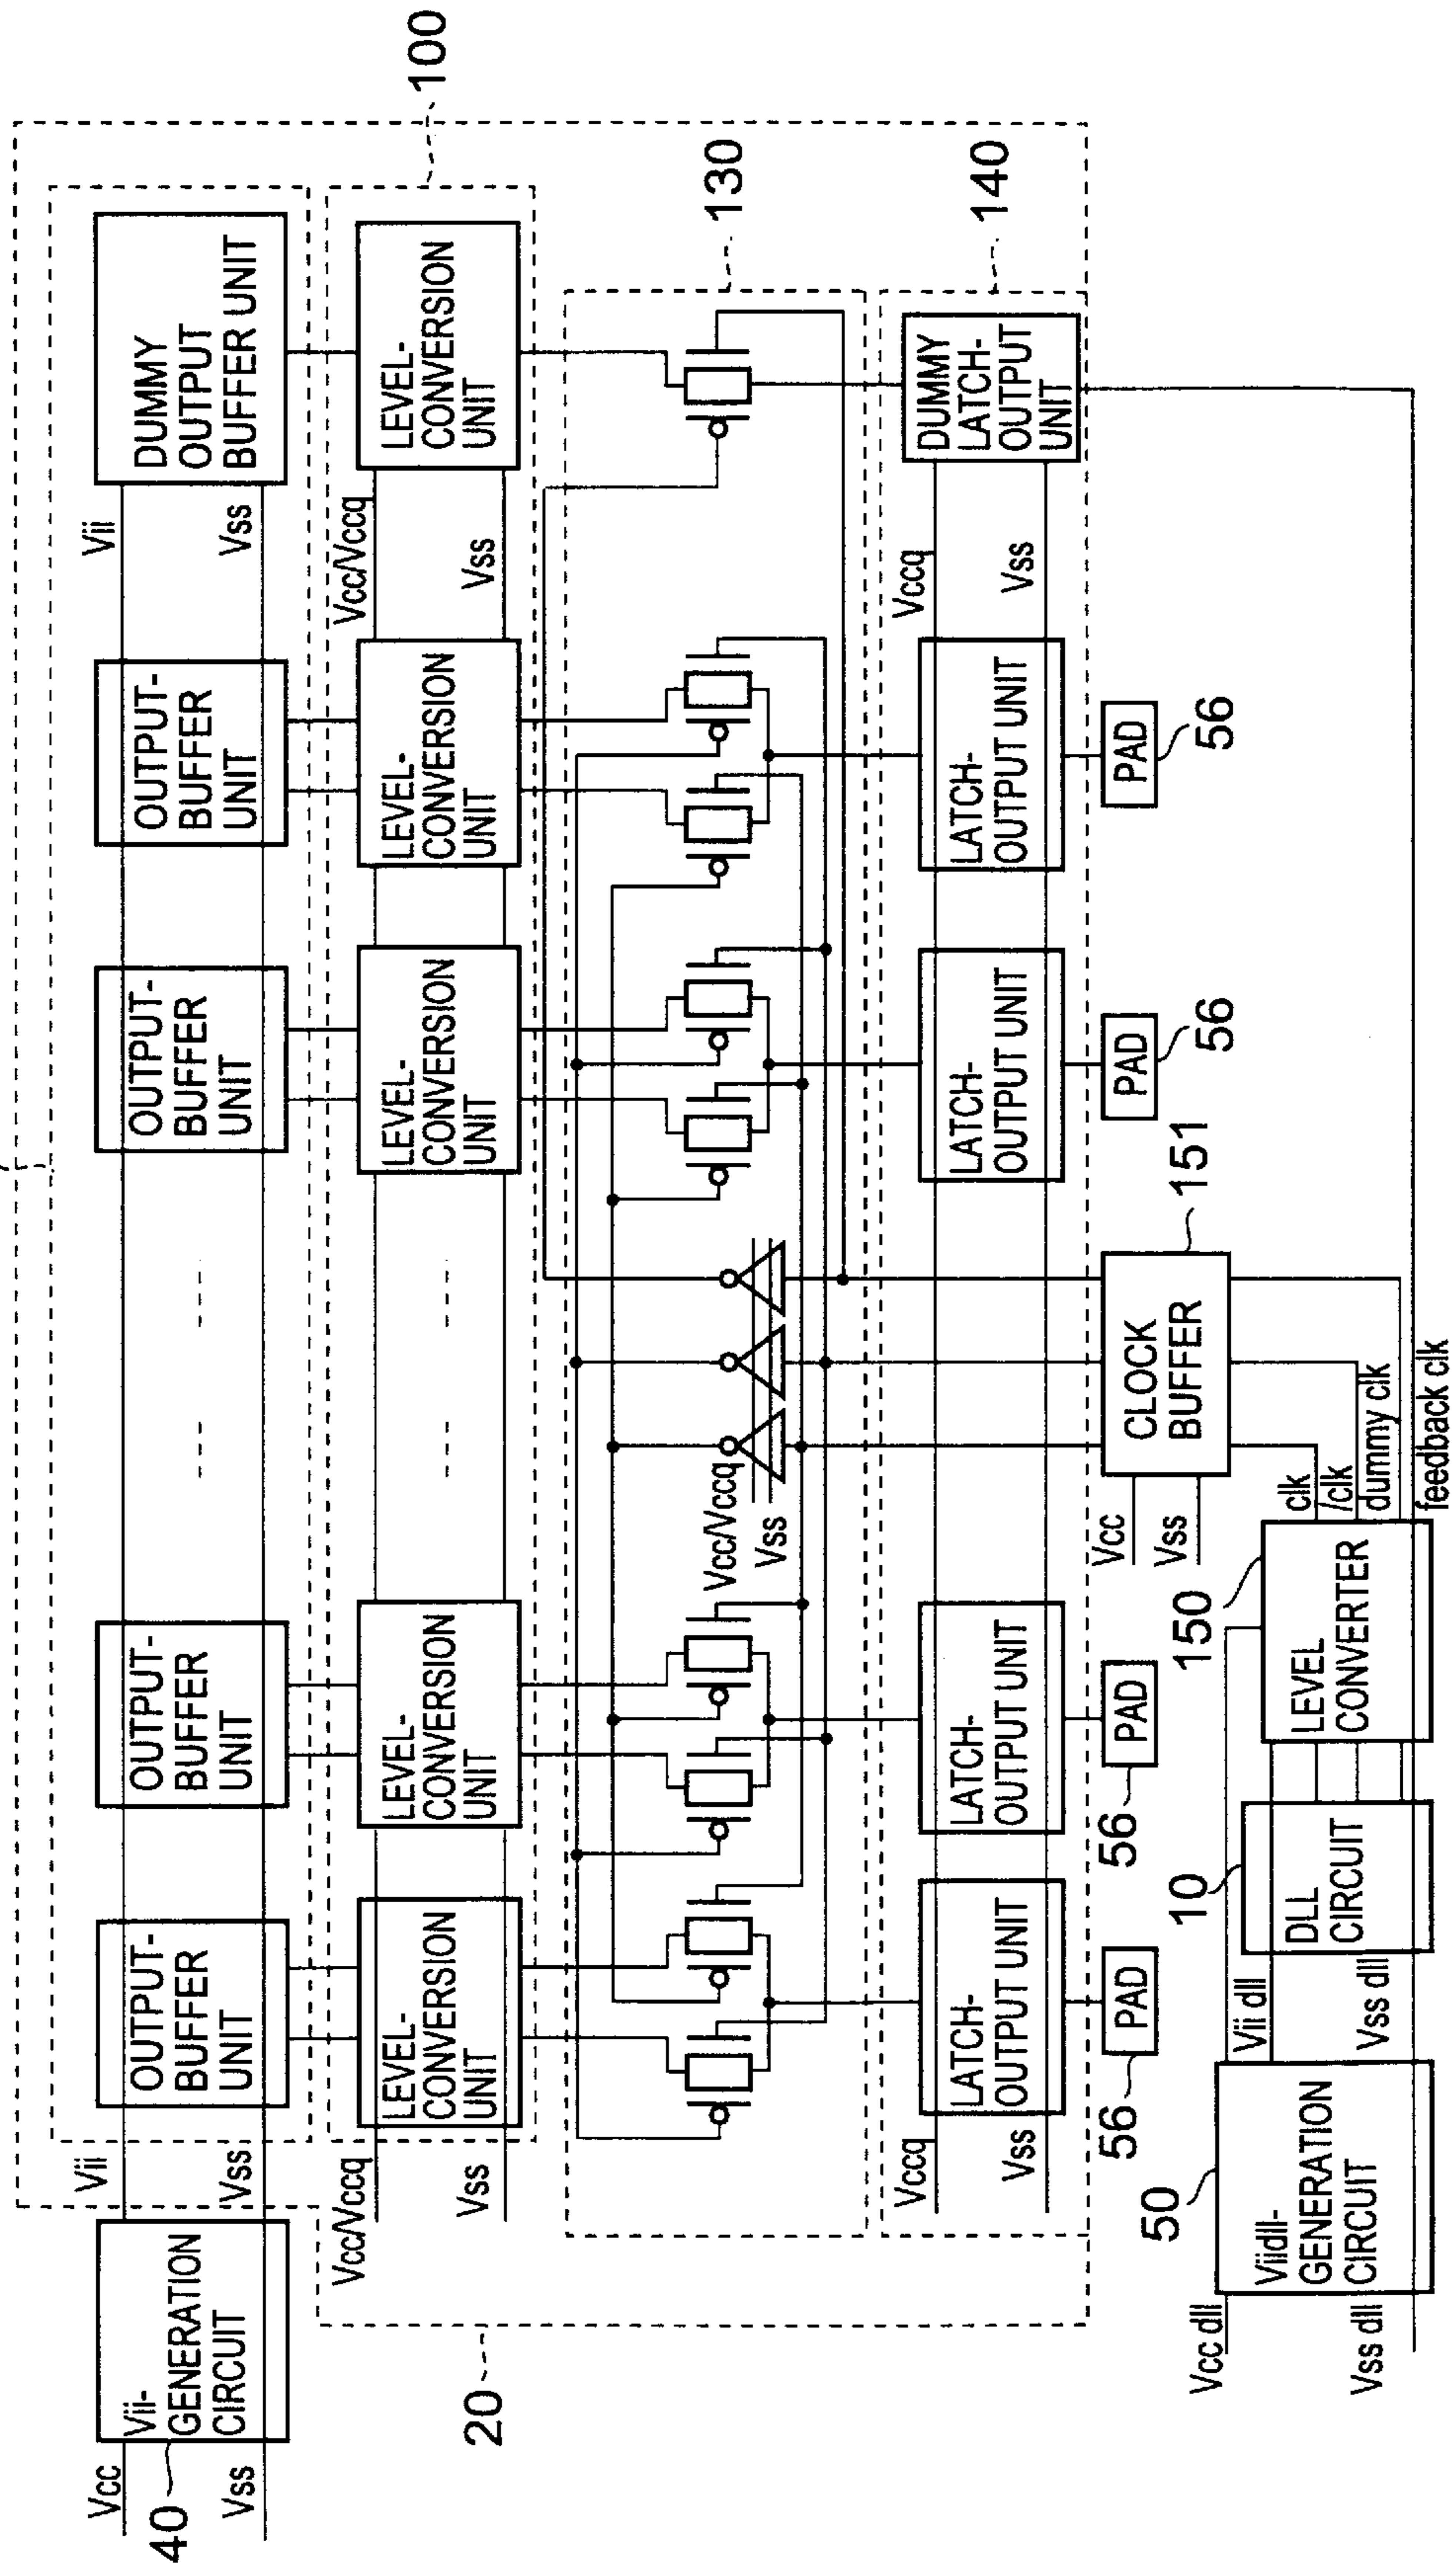 Vcc
Vss
40
Vii-
GENERATION
CIRCUIT
Vii
Vss
OUTPUT-
BUFFER
UNIT
OUTPUT-
BUFFER
UNIT
OUTPUT-
BUFFER
UNIT
OUTPUT-
BUFFER
UNIT
Vii
Vss
DUMMY
OUTPUT
BUFFER UNIT
100
Vcc/Vccq
Vss
LEVEL-
CONVERSION
UNIT
LEVEL-
CONVERSION
UNIT
LEVEL-
CONVERSION
UNIT
LEVEL-
CONVERSION
UNIT
Vcc/Vccq
Vss
LEVEL-
CONVERSION
UNIT
20
Vcc/Vccq
Vss
130
Vccq
Vss
LATCH-
OUTPUT UNIT
LATCH-
OUTPUT UNIT
LATCH-
OUTPUT UNIT
LATCH-
OUTPUT UNIT
Vccq
Vss
DUMMY
LATCH-
OUTPUT
UNIT
140
PAD
56
PAD
56
PAD
56
PAD
56
Vcc
Vss
CLOCK
BUFFER
151
Vcc dll
Vss dll
50
Viidll-
GENERATION
CIRCUIT
Vii dll
Vss dll
10
DLL
CIRCUIT
150
LEVEL
CONVERTER
clk
/clk
dummy clk
feedback clk